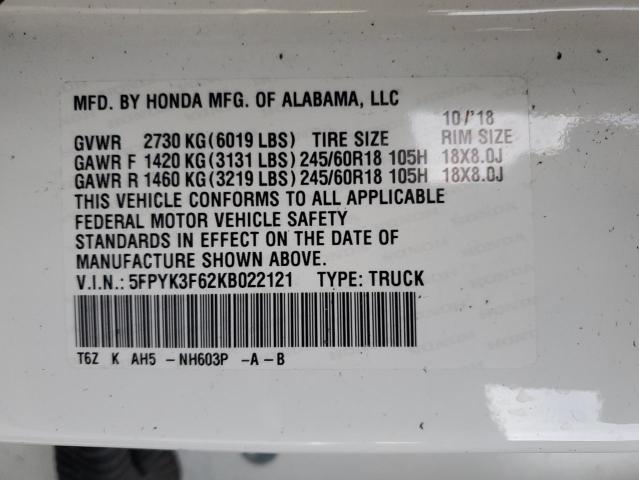 MFD. BY HONDA MFG. OF ALABAMA, LLC
10/'18
GVWR 2730 KG(6019 LBS) TIRE SIZE RIM SIZE
GAWR F 1420 KG(3131 LBS) 245/60R18 105H 18X8.0J
GAWR R 1460 KG(3219 LBS) 245/60R18 105H 18X8.0J
THIS VEHICLE CONFORMS TO ALL APPLICABLE
FEDERAL MOTOR VEHICLE SAFETY
STANDARDS IN EFFECT ON THE DATE OF
MANUFACTURE SHOWN ABOVE.
V.I.N.: 5FPYK3F62KB022121 TYPE: TRUCK
T6Z K AH5 -NH603P -A-B